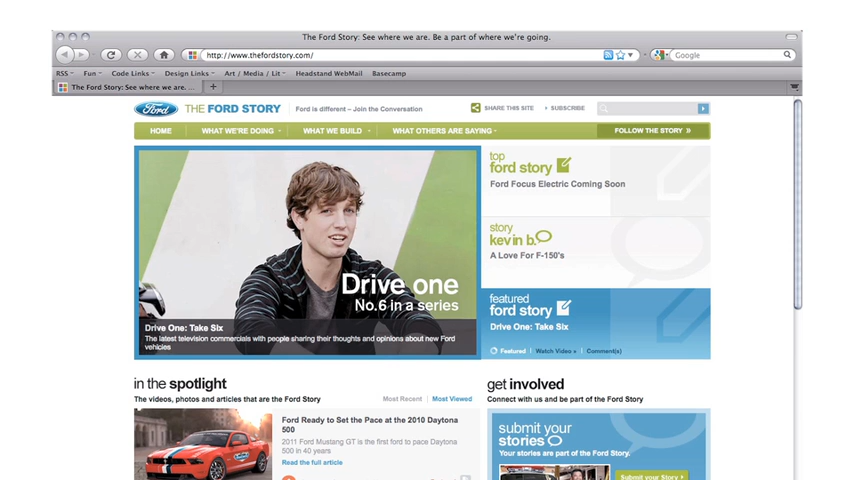 The Ford Story: See where we are. Be a part of where we're going.
http://www.thefordstory.com/
Google
RSS Fun Code Links Design Links Art / Media / Lit Headstand WebMail Basecamp
The Ford Story: See where we are. ...
Ford THE FORD STORY Ford is different – Join the Conversation SHARE THIS SITE SUBSCRIBE
HOME WHAT WE'RE DOING WHAT WE BUILD WHAT OTHERS ARE SAYING FOLLOW THE STORY »
Drive one
No.6 in a series
Drive One: Take Six
The latest television commercials with people sharing their thoughts and opinions about new Ford
vehicles
top
ford story
Ford Focus Electric Coming Soon
story
kevin b.
A Love For F-150's
featured
ford story
Drive One: Take Six
Featured Watch Video » Comment(s)
in the spotlight
The videos, photos and articles that are the Ford Story Most Recent Most Viewed
Ford Ready to Set the Pace at the 2010 Daytona
500
2011 Ford Mustang GT is the first ford to pace Daytona
500 in 40 years
Read the full article
get involved
Connect with us and be part of the Ford Story
submit your
stories
Your stories are part of the Ford Story.
Submit your Story